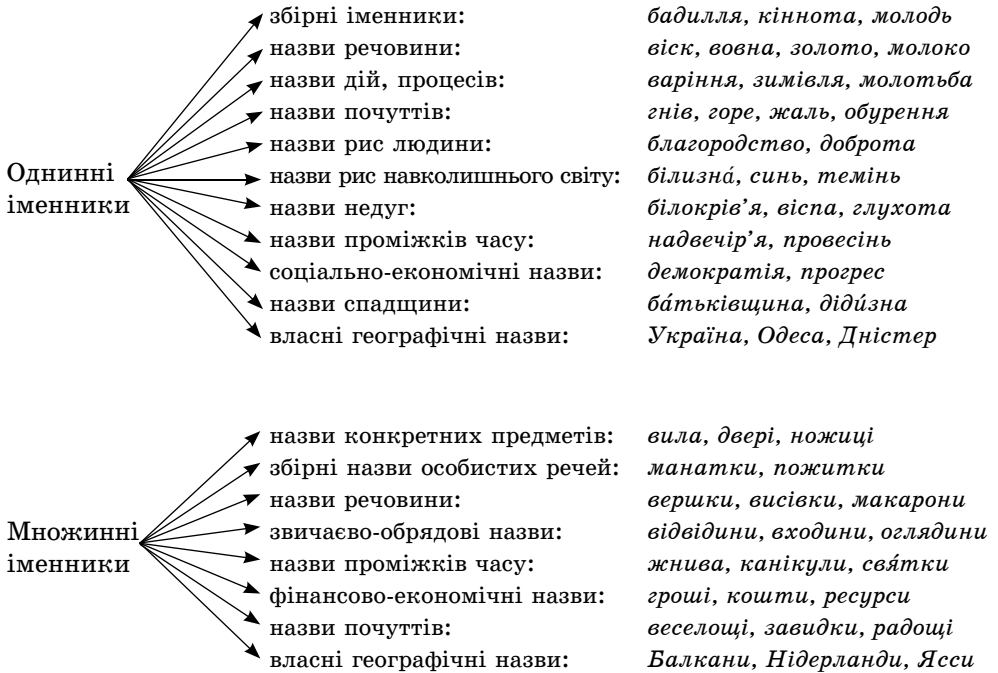 збірні іменники: бадилля, кіннота, молодь
назви речовини: віск, вовна, золото, молоко
назви дій, процесів: варіння, зимівля, молотьба
назви почуттів: гнів, горе, жаль, обурення
назви рис людини: благородство, доброта
Однинні іменники
назви рис навколишнього світу: білизна́, синь, темінь
назви недуг: білокрів’я, віспа, глухота
назви проміжків часу: надвечір’я, провесінь
соціально-економічні назви: демократія, прогрес
назви спадщини: ба́тьківщина, діди́зна
власні географічні назви: Україна, Одеса, Дністер
назви конкретних предметів: вила, двері, ножиці
збірні назви особистих речей: манатки, пожитки
назви речовини: вершки, висівки, макарони
Множинні іменники
звичаєво-обрядові назви: відвідини, входини, оглядини
назви проміжків часу: жнива, канікули, свя́тки
фінансово-економічні назви: гроші, кошти, ресурси
назви почуттів: веселощі, завидки, радощі
власні географічні назви: Балкани, Нідерланди, Ясси